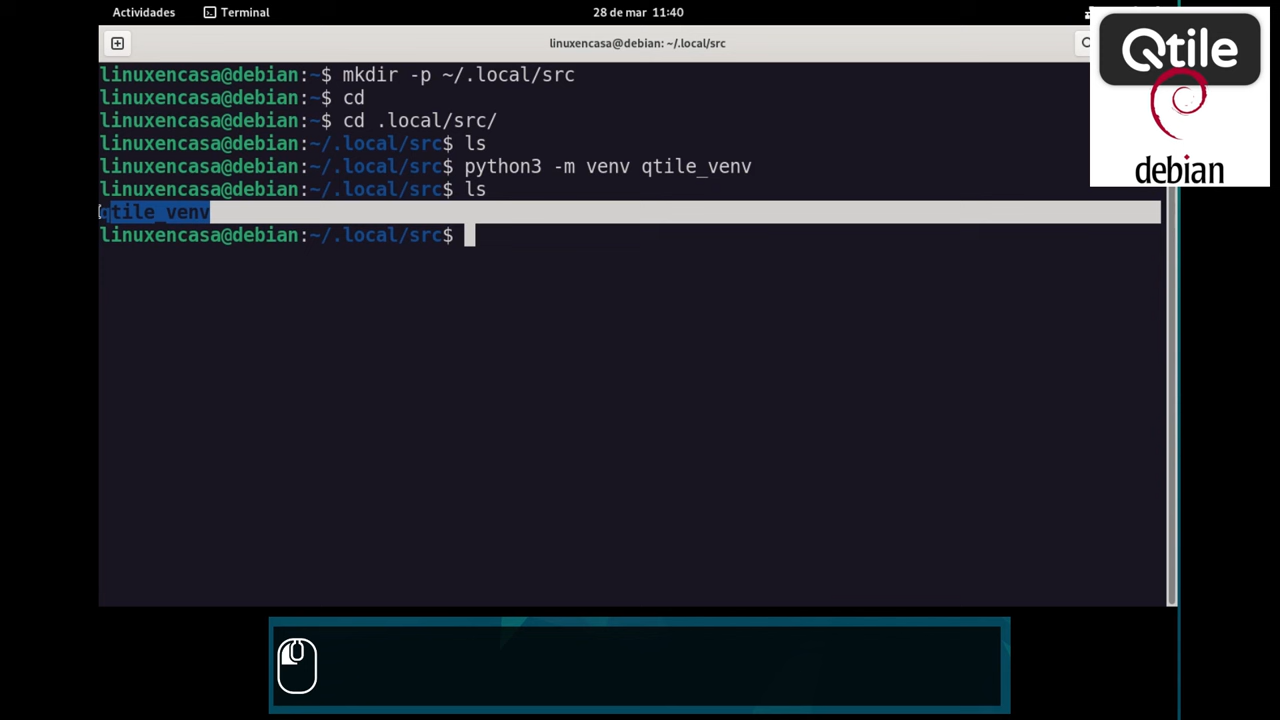 Actividades Terminal 28 de mar 11:40
linuxencasa@debian: ~/.local/src
Qtile
debian
linuxencasa@debian:~$ mkdir -p ~/.local/src
linuxencasa@debian:~$ cd
linuxencasa@debian:~$ cd .local/src/
linuxencasa@debian:~/.local/src$ ls
linuxencasa@debian:~/.local/src$ python3 -m venv qtile_venv
linuxencasa@debian:~/.local/src$ ls
qtile_venv
linuxencasa@debian:~/.local/src$